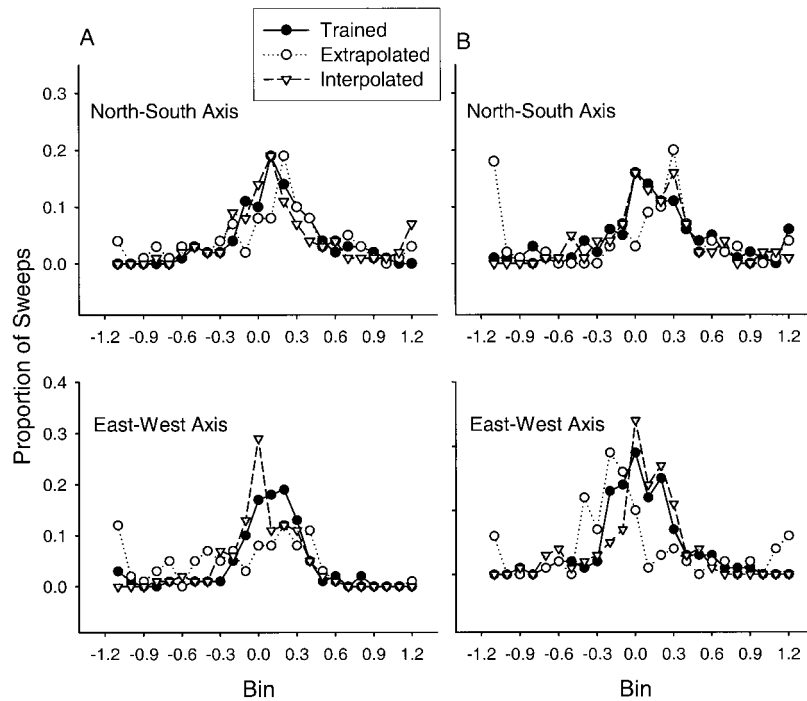 A
Trained
Extrapolated
Interpolated
B
North-South Axis
North-South Axis
0.3
0.2
0.1
0.0
-1.2 -0.9 -0.6 -0.3 0.0 0.3 0.6 0.9 1.2
-1.2 -0.9 -0.6 -0.3 0.0 0.3 0.6 0.9 1.2
Proportion of Sweeps
East-West Axis
East-West Axis
0.4
0.3
0.2
0.1
0.0
-1.2 -0.9 -0.6 -0.3 0.0 0.3 0.6 0.9 1.2
-1.2 -0.9 -0.6 -0.3 0.0 0.3 0.6 0.9 1.2
Bin
Bin